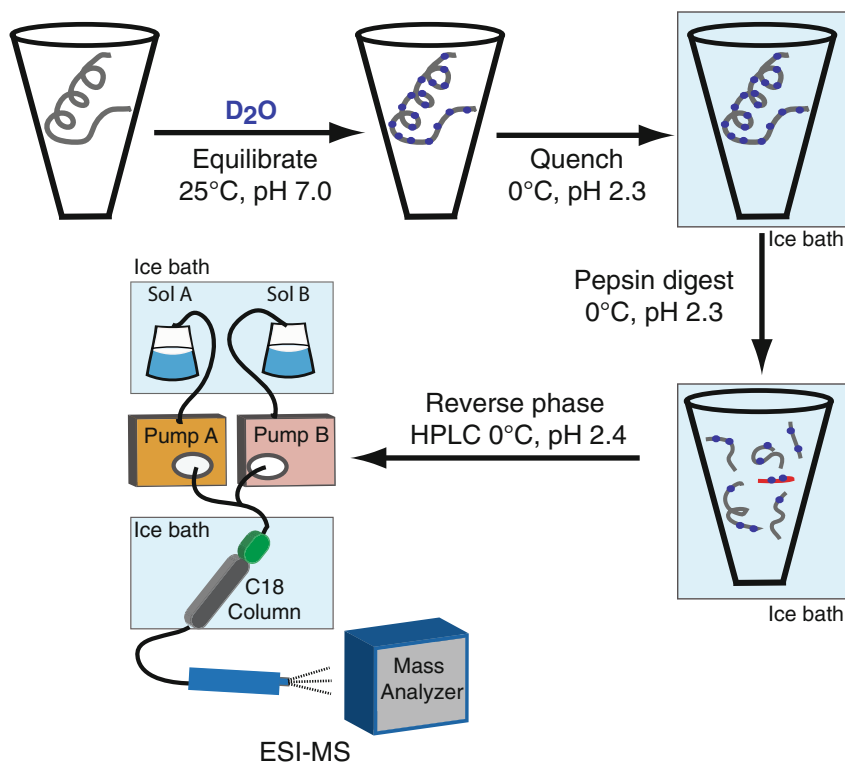 D₂O
Equilibrate
25°C, pH 7.0
Quench
0°C, pH 2.3
Ice bath
Pepsin digest
0°C, pH 2.3
Ice bath
Reverse phase
HPLC 0°C, pH 2.4
Ice bath
Sol A
Sol B
Pump A
Pump B
Ice bath
C18
Column
Mass
Analyzer
ESI-MS